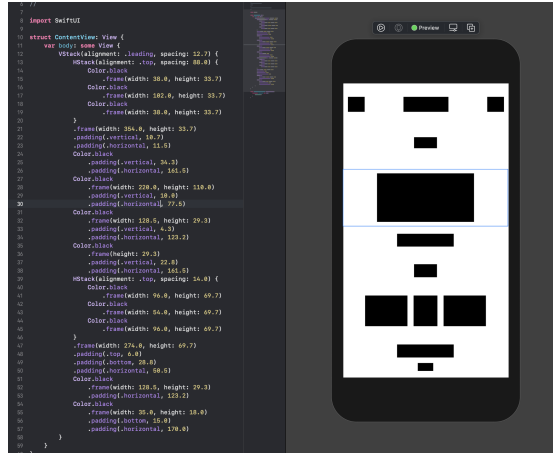 //
import SwiftUI
struct ContentView: View {
var body: some View {
VStack(alignment: .leading, spacing: 12.7) {
HStack(alignment: .top, spacing: 88.0) {
Color.black
.frame(width: 38.0, height: 33.7)
Color.black
.frame(width: 102.0, height: 33.7)
Color.black
.frame(width: 38.0, height: 33.7)
}
.frame(width: 354.0, height: 33.7)
.padding(.vertical, 10.7)
.padding(.horizontal, 11.5)
Color.black
.padding(.vertical, 34.3)
.padding(.horizontal, 161.5)
Color.black
.frame(width: 220.0, height: 110.0)
.padding(.vertical, 10.0)
.padding(.horizontal, 77.5)
Color.black
.frame(width: 128.5, height: 29.3)
.padding(.vertical, 4.3)
.padding(.horizontal, 123.2)
Color.black
.frame(height: 29.3)
.padding(.vertical, 22.8)
.padding(.horizontal, 161.5)
HStack(alignment: .top, spacing: 14.0) {
Color.black
.frame(width: 96.0, height: 69.7)
Color.black
.frame(width: 54.0, height: 69.7)
Color.black
.frame(width: 96.0, height: 69.7)
}
.frame(width: 274.0, height: 69.7)
.padding(.top, 6.0)
.padding(.bottom, 28.8)
.padding(.horizontal, 50.5)
Color.black
.frame(width: 128.5, height: 29.3)
.padding(.horizontal, 123.2)
Color.black
.frame(width: 35.0, height: 18.0)
.padding(.bottom, 15.0)
.padding(.horizontal, 170.0)
}
}
Preview